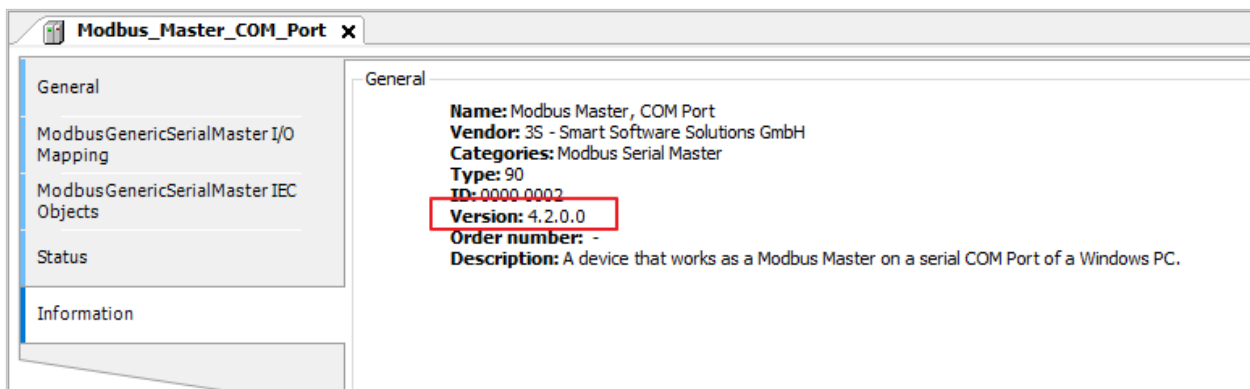 Modbus_Master_COM_Port
General
ModbusGenericSerialMaster I/O
Mapping
ModbusGenericSerialMaster IEC
Objects
Status
Information
General
Name: Modbus Master, COM Port
Vendor: 3S - Smart Software Solutions GmbH
Categories: Modbus Serial Master
Type: 90
ID: 0000 0002
Version: 4.2.0.0
Order number: -
Description: A device that works as a Modbus Master on a serial COM Port of a Windows PC.